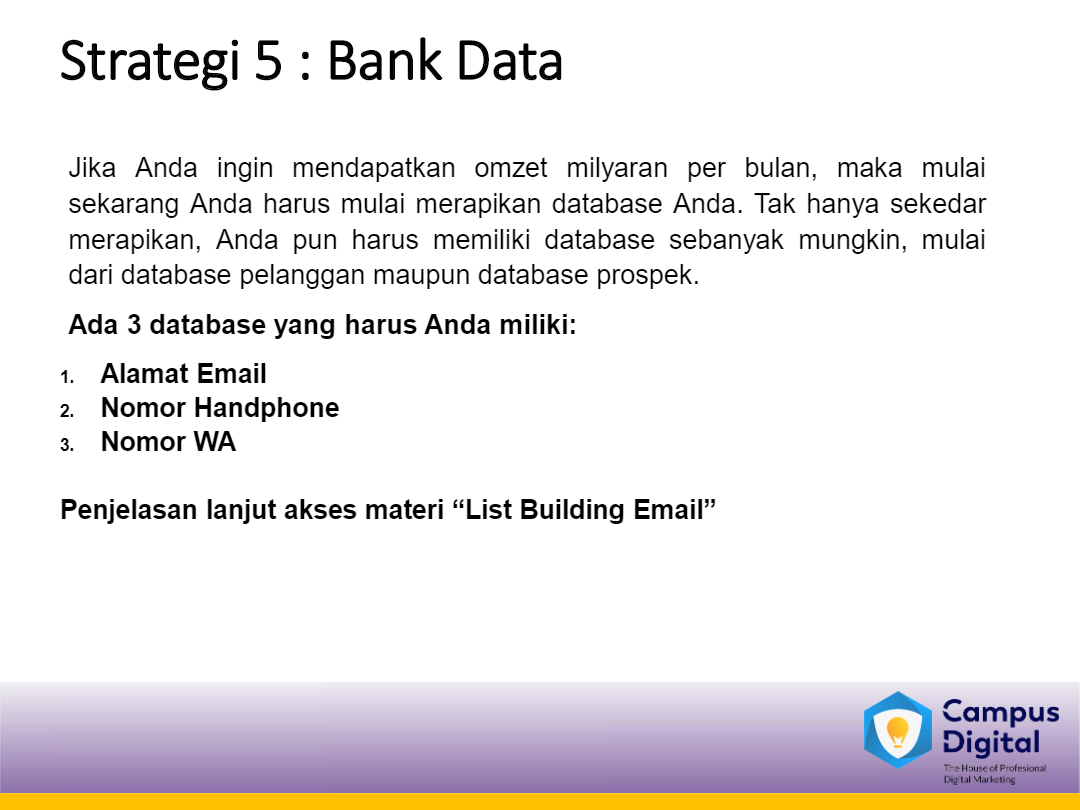 Strategi 5 : Bank Data
Jika Anda ingin mendapatkan omzet milyaran per bulan, maka mulai
sekarang Anda harus mulai merapikan database Anda. Tak hanya sekedar
merapikan, Anda pun harus memiliki database sebanyak mungkin, mulai
dari database pelanggan maupun database prospek.
Ada 3 database yang harus Anda miliki:
1. Alamat Email
2. Nomor Handphone
3. Nomor WA
Penjelasan lanjut akses materi “List Building Email”
Campus
Digital
The House of Profesional
Digital Marketing